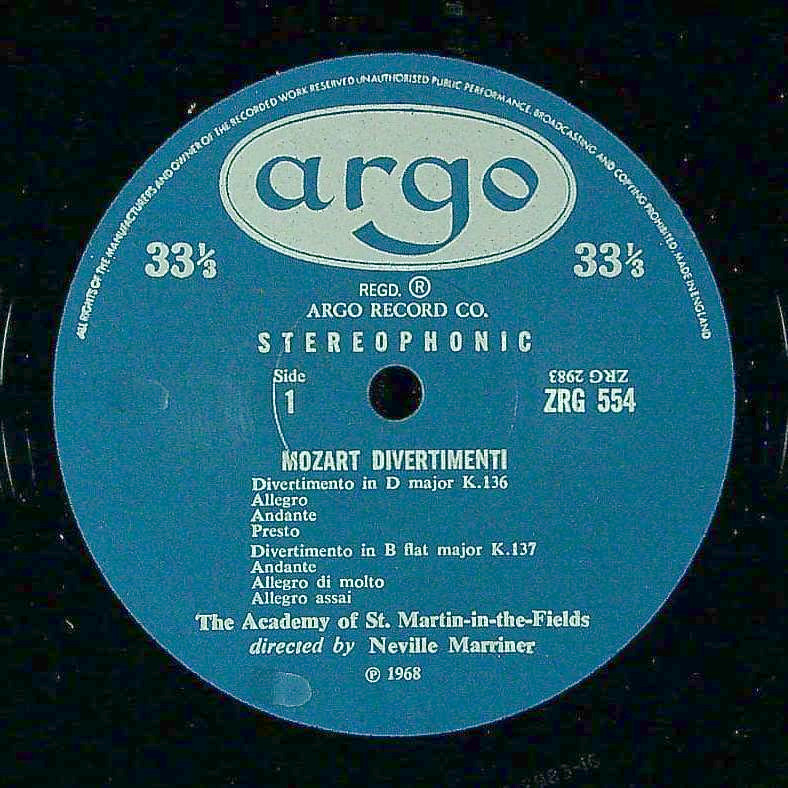 ALL RIGHTS OF THE MANUFACTURERS AND OWNER OF THE RECORDED WORK RESERVED UNAUTHORISED PUBLIC PERFORMANCE, BROADCASTING AND COPYING PROHIBITED. MADE IN ENGLAND
argo
33⅓ 33⅓
REGD. ®
ARGO RECORD CO.
STEREOPHONIC
Side
1
ZRG 2983
ZRG 554
MOZART DIVERTIMENTI
Divertimento in D major K.136
Allegro
Andante
Presto
Divertimento in B flat major K.137
Andante
Allegro di molto
Allegro assai
The Academy of St. Martin-in-the-Fields
directed by Neville Marriner
℗ 1968